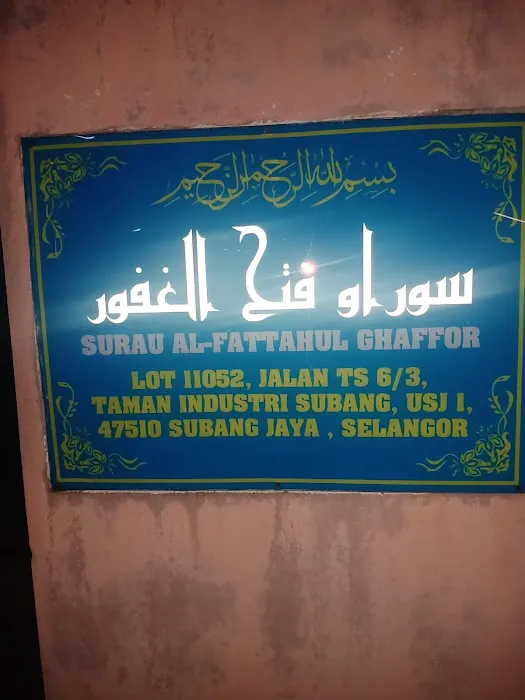 بسم الله الرحمن الرحيم
سوراو فتح الغفور
SURAU AL-FATTAHUL GHAFFOR
LOT 11052, JALAN TS 6/3,
TAMAN INDUSTRI SUBANG, USJ 1,
47510 SUBANG JAYA , SELANGOR